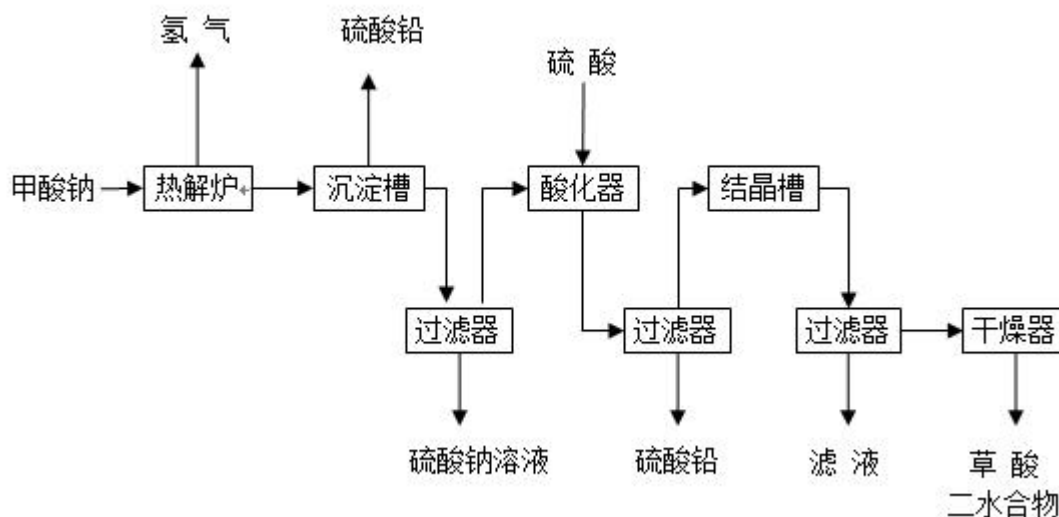 氢 气
硫酸铅
硫 酸
甲酸钠
热解炉
沉淀槽
酸化器
结晶槽
过滤器
过滤器
过滤器
干燥器
硫酸钠溶液
硫酸铅
滤 液
草 酸
二水合物